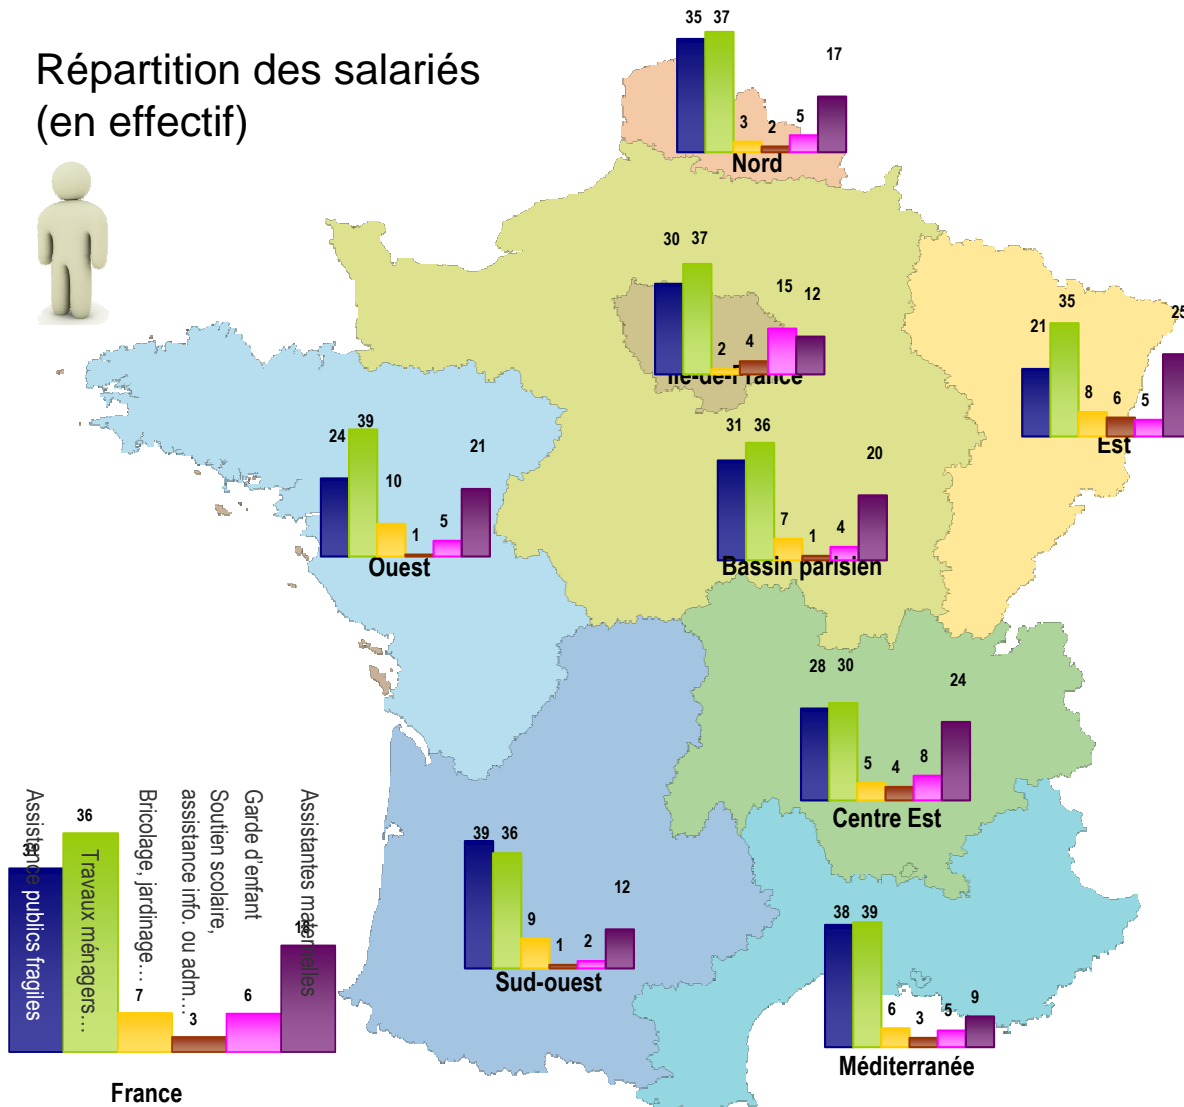 Répartition des salariés
(en effectif)
35 37 3 2 5 17
Nord
30 37 2 4 15 12
Île-de-France
21 35 8 6 5 25
Est
24 39 10 1 5 21
Ouest
31 36 7 1 4 20
Bassin parisien
28 30 5 4 8 24
Centre Est
39 36 9 1 2 12
Sud-ouest
38 39 6 3 5 9
Méditerranée
Assistance publics fragiles
36
Travaux ménagers…
Bricolage, jardinage…
7
Soutien scolaire,
assistance info. ou adm…
3
Garde d'enfant
6
Assistantes maternelles
France